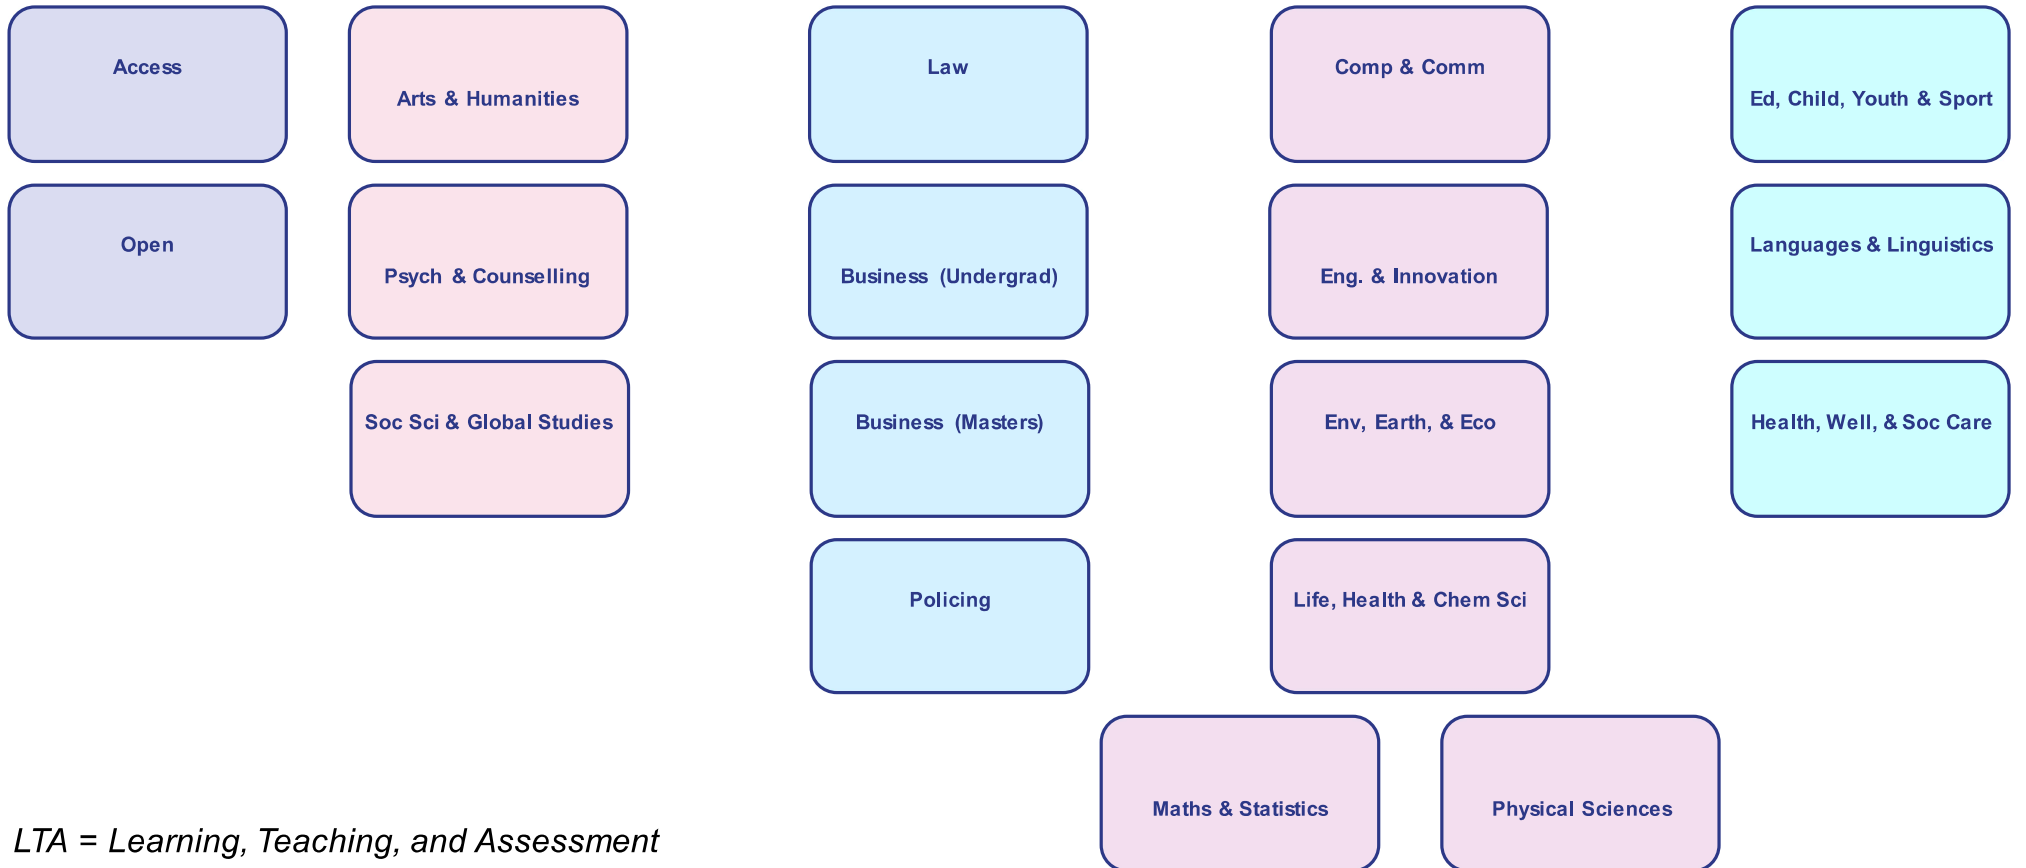 Access
Arts & Humanities
Law
Comp & Comm
Ed, Child, Youth & Sport
Open
Psych & Counselling
Business (Undergrad)
Eng. & Innovation
Languages & Linguistics
Soc Sci & Global Studies
Business (Masters)
Env, Earth, & Eco
Health, Well, & Soc Care
Policing
Life, Health & Chem Sci
Maths & Statistics
Physical Sciences
LTA = Learning, Teaching, and Assessment